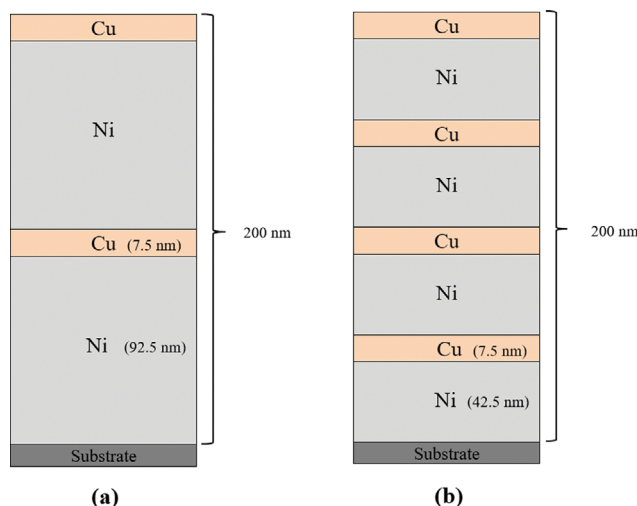 Cu
Ni
Cu (7.5 nm)
Ni (92.5 nm)
Substrate
200 nm
(a)
Cu
Ni
Cu
Ni
Cu
Ni
Cu (7.5 nm)
Ni (42.5 nm)
Substrate
200 nm
(b)